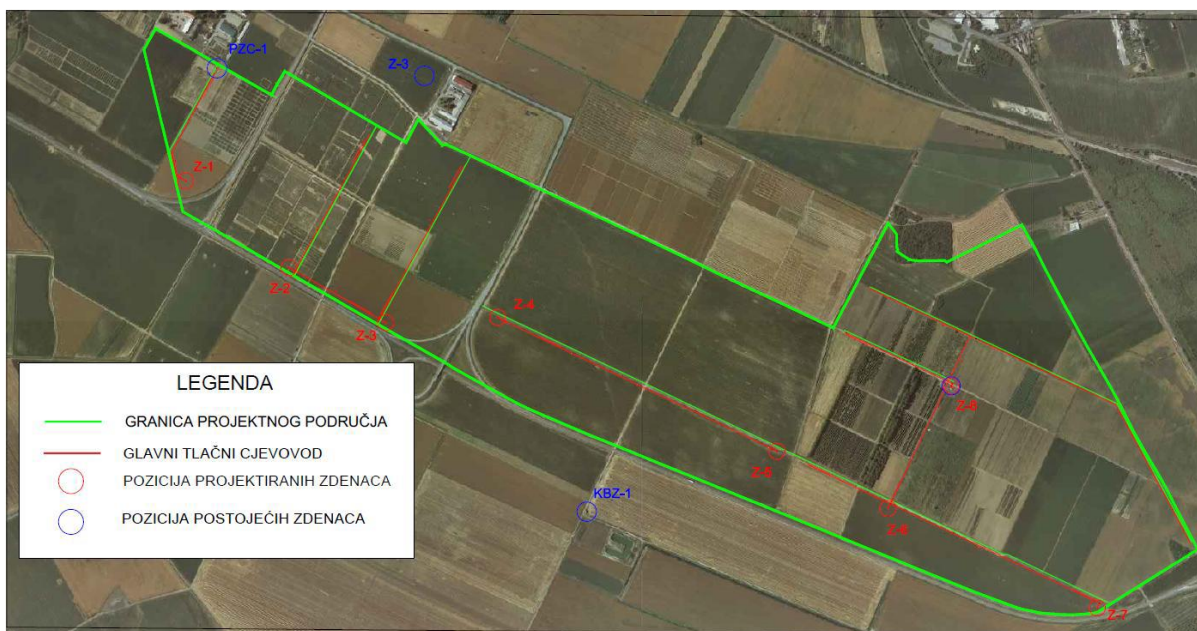 PZC-1
Z-3
Z-1
Z-2
Z-3
Z-4
Z-5
Z-6
Z-6
KBZ-1
Z-7
LEGENDA
GRANICA PROJEKTNOG PODRUČJA
GLAVNI TLAČNI CJEVOVOD
POZICIJA PROJEKTIRANIH ZDENACA
POZICIJA POSTOJEĆIH ZDENACA